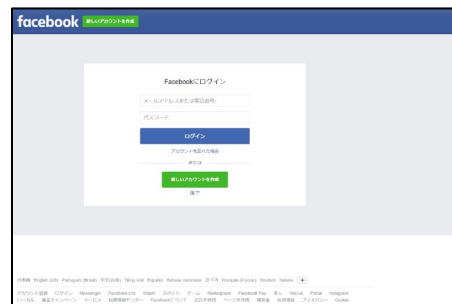 facebook 新しいアカウントを作成
Facebookにログイン
メールアドレスまたは電話番号
パスワード
ログイン
アカウントを忘れた場合
または
新しいアカウントを作成
後で
日本語 English (US) Português (Brasil) 中文(台灣) Tiếng Việt Español Bahasa Indonesia 한국어 Français (France) Deutsch Italiano +
アカウント登録 ログイン Messenger Facebook Lite Watch スポット ゲーム Marketplace Facebook Pay 求人 Oculus Portal Instagram
ローカル 募金キャンペーン サービス 投票情報センター Facebookについて 広告を作成 ページを作成 開発者 採用情報 プライバシー Cookie